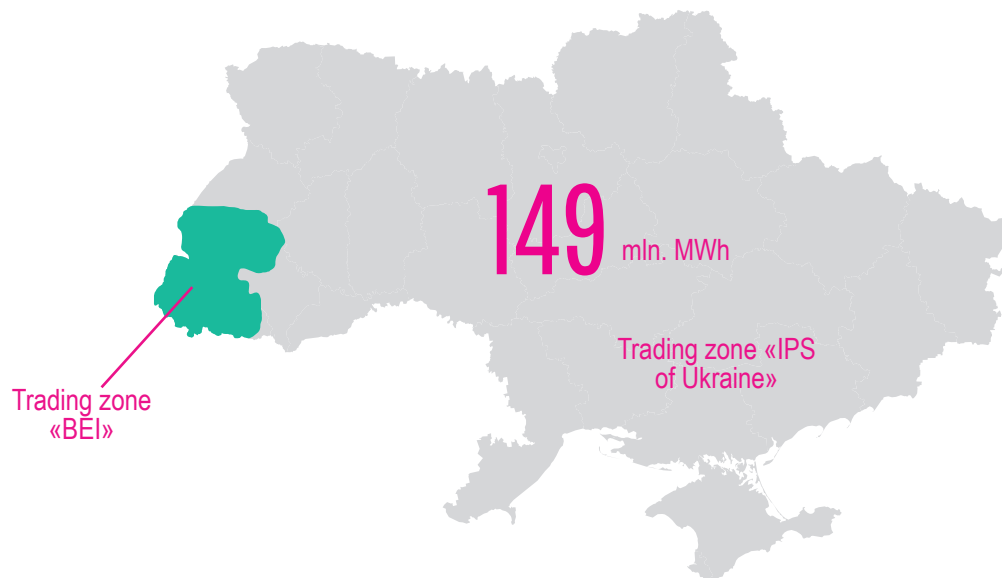 149 mln. MWh
Trading zone «IPS
of Ukraine»
Trading zone
«BEI»